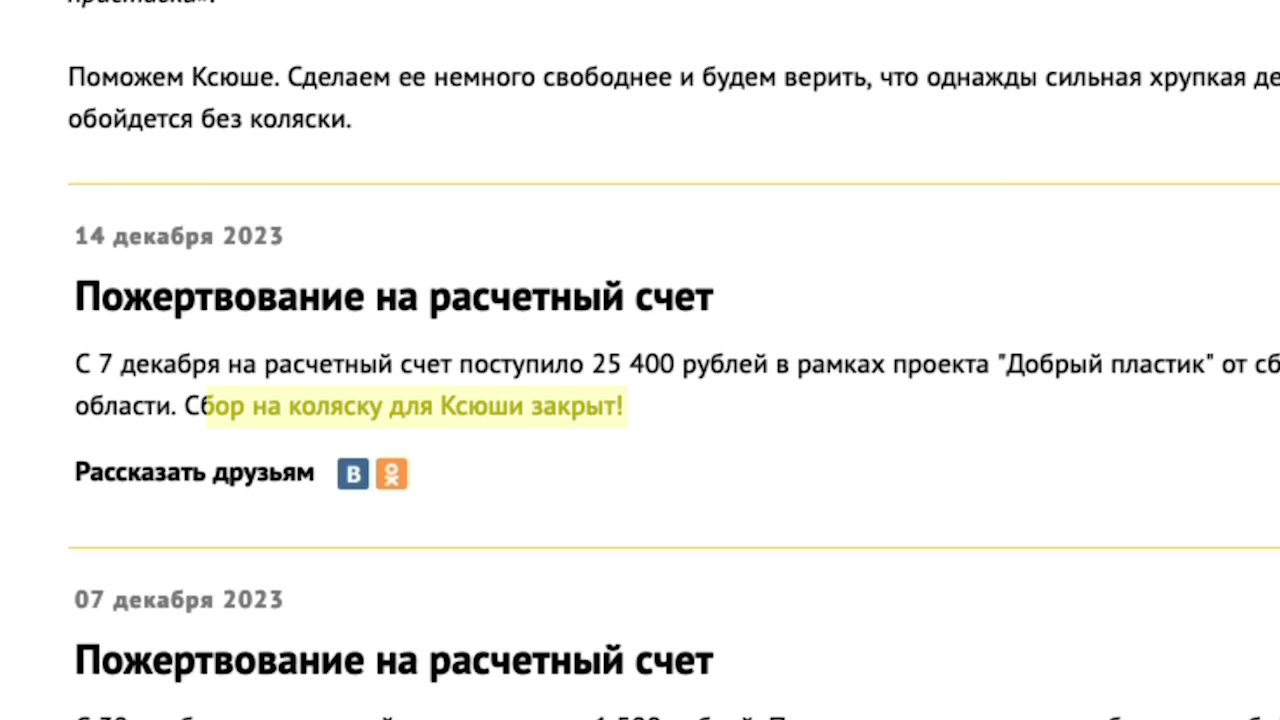 Поможем Ксюше. Сделаем ее немного свободнее и будем верить, что однажды сильная хрупкая
обойдется без коляски.
14 декабря 2023
Пожертвование на расчетный счет
С 7 декабря на расчетный счет поступило 25 400 рублей в рамках проекта "Добрый пластик" от
области. Сбор на коляску для Ксюши закрыт!
Рассказать друзьям
07 декабря 2023
Пожертвование на расчетный счет